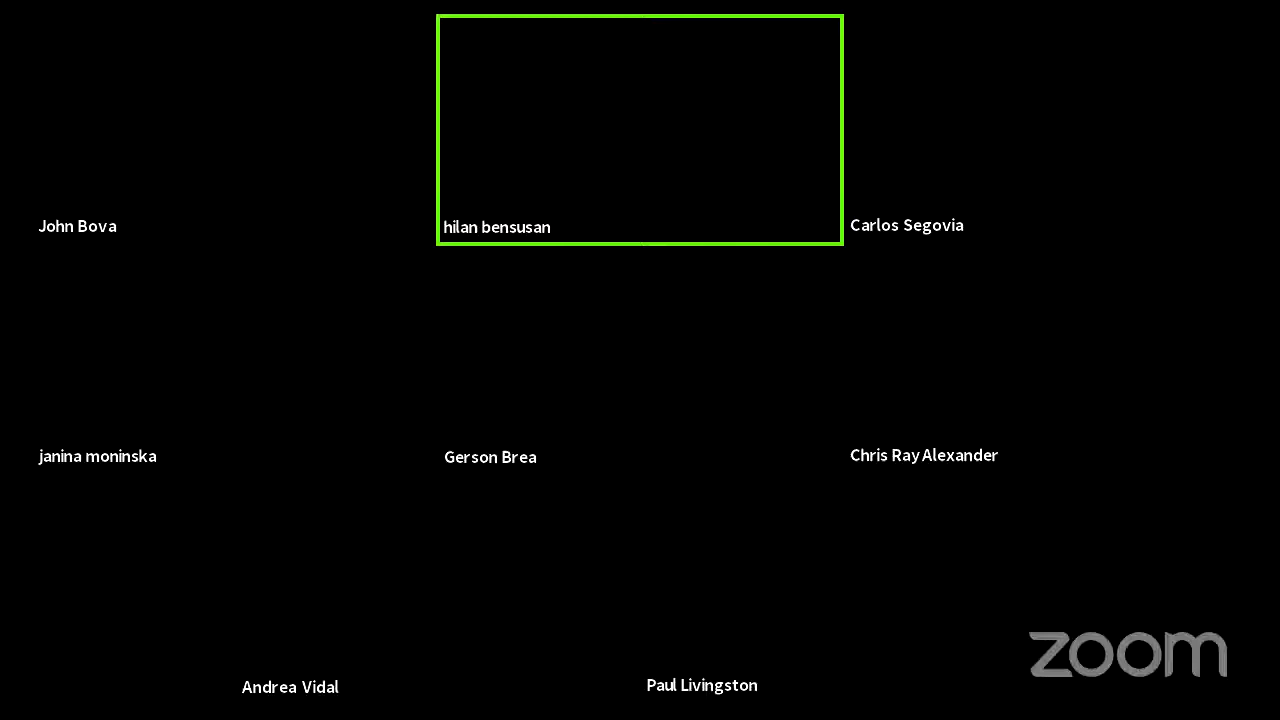 John Bova
hilan bensusan
Carlos Segovia
janina moninska
Gerson Brea
Chris Ray Alexander
Andrea Vidal
Paul Livingston
zoom